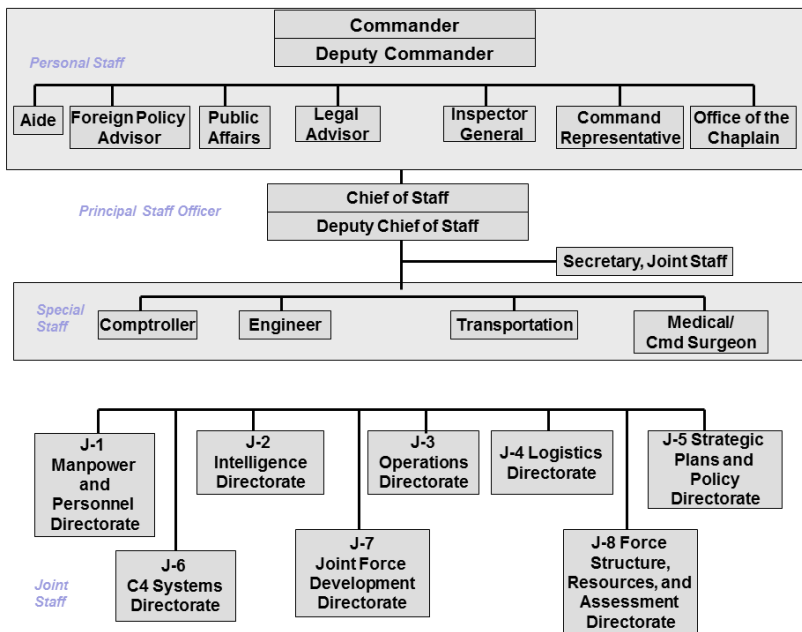 Commander
Deputy Commander
Personal Staff
Aide
Foreign Policy
Advisor
Public
Affairs
Legal
Advisor
Inspector
General
Command
Representative
Office of the
Chaplain
Principal Staff Officer
Chief of Staff
Deputy Chief of Staff
Secretary, Joint Staff
Special
Staff
Comptroller
Engineer
Transportation
Medical/
Cmd Surgeon
J-1
Manpower
and
Personnel
Directorate
J-2
Intelligence
Directorate
J-3
Operations
Directorate
J-4 Logistics
Directorate
J-5 Strategic
Plans and
Policy
Directorate
Joint
Staff
J-6
C4 Systems
Directorate
J-7
Joint Force
Development
Directorate
J-8 Force
Structure,
Resources, and
Assessment
Directorate